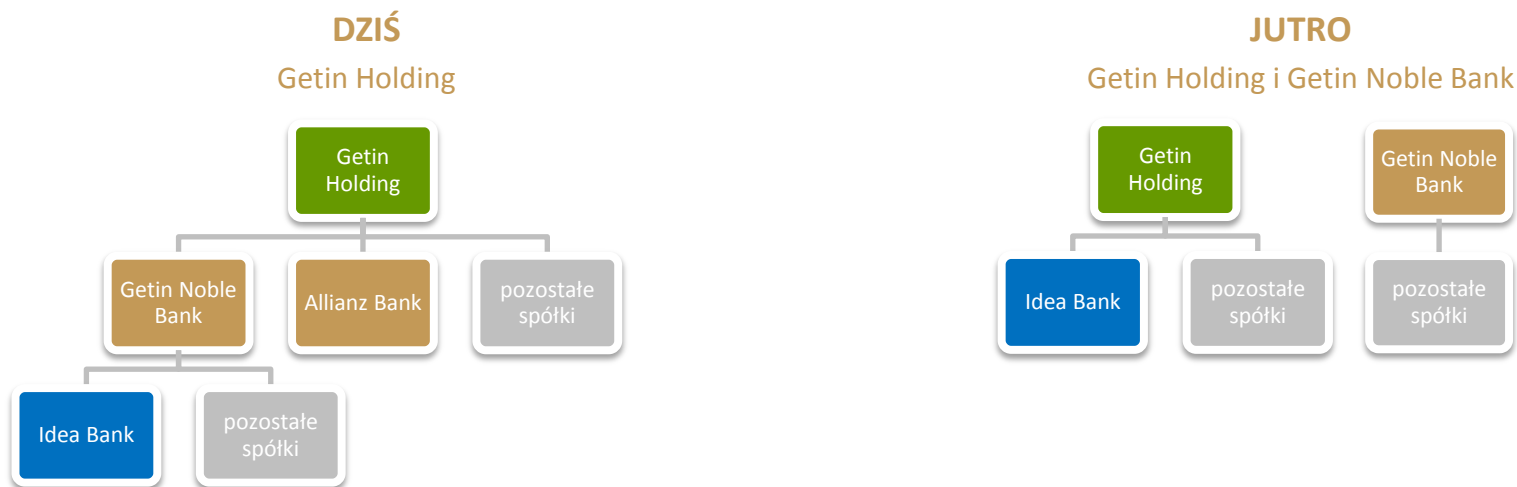 DZIŚ
Getin Holding
Getin
Holding
Getin Noble
Bank
Allianz Bank
pozostałe
spółki
Idea Bank
pozostałe
spółki
JUTRO
Getin Holding i Getin Noble Bank
Getin
Holding
Getin Noble
Bank
Idea Bank
pozostałe
spółki
pozostałe
spółki